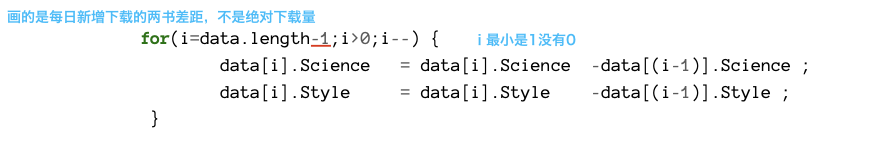 画的是每日新增下载的两书差距，不是绝对下载量
for(i=data.length-1;i>0;i--) { i 最小是1没有0
data[i].Science = data[i].Science -data[(i-1)].Science ;
data[i].Style = data[i].Style -data[(i-1)].Style ;
}